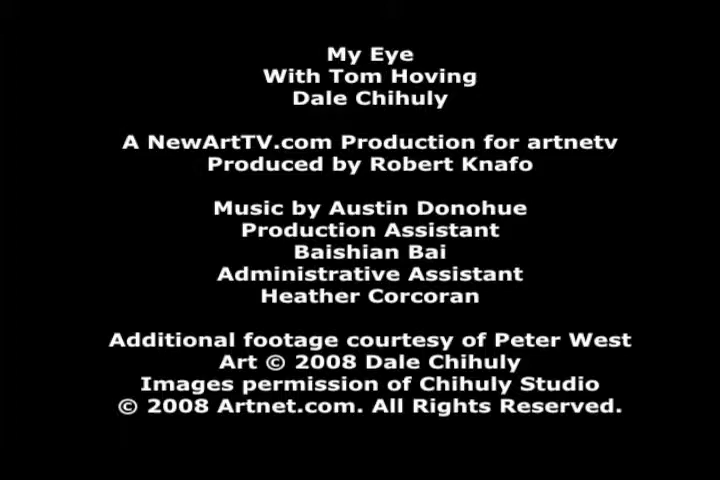 My Eye
With Tom Hoving
Dale Chihuly
A NewArtTV.com Production for artnetv
Produced by Robert Knafo
Music by Austin Donohue
Production Assistant
Baishian Bai
Administrative Assistant
Heather Corcoran
Additional footage courtesy of Peter West
Art © 2008 Dale Chihuly
Images permission of Chihuly Studio
© 2008 Artnet.com. All Rights Reserved.